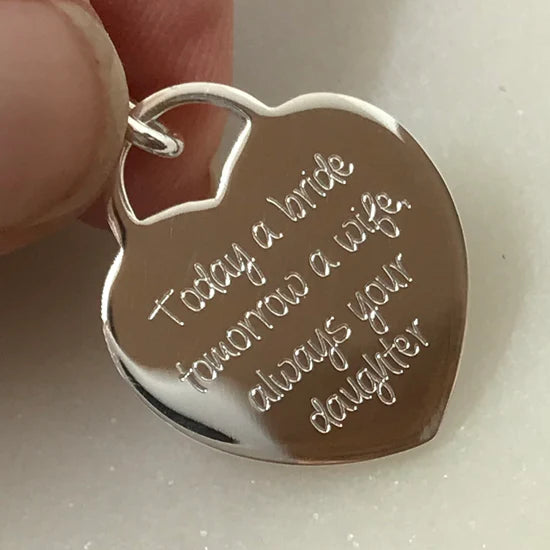 Today a bride
tomorrow a wife,
always your
daughter